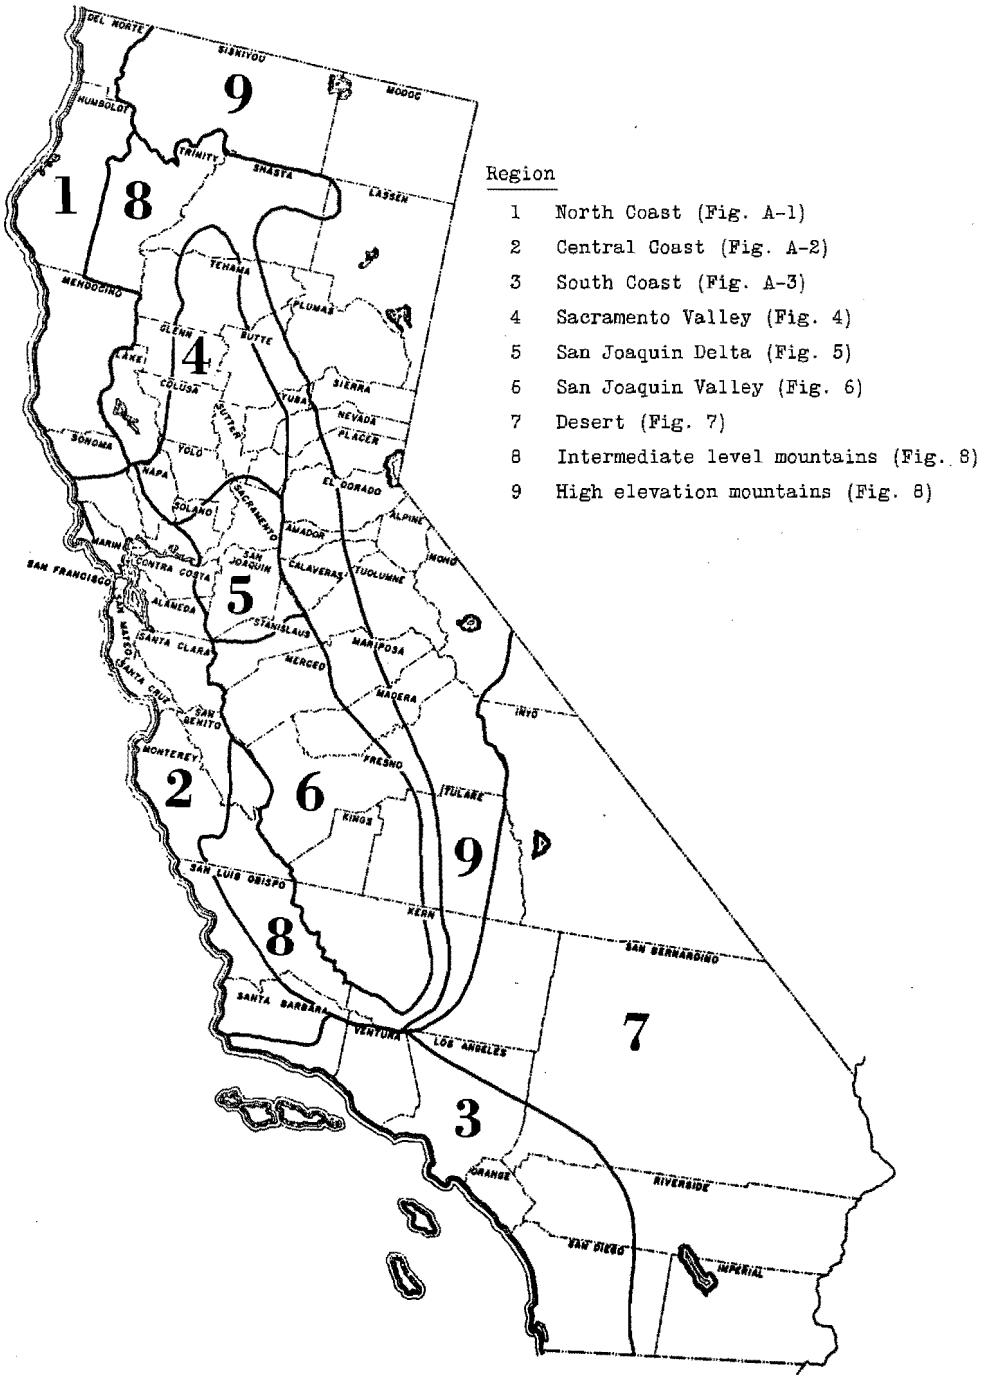 DEL NORTE
SISKIYOU
MODOC
9
HUMBOLDT
TRINITY
SHASTA
LASSEN
1
8
MENDOCINO
TEHAMA
PLUMAS
GLENN
BUTTE
LAKE
4
COLUSA
YUBA
SIERRA
SUTTER
NEVADA
PLACER
SONOMA
NAPA
YOLO
EL DORADO
SOLANO
SACRAMENTO
AMADOR
ALPINE
MARIN
SAN FRANCISCO
CONTRA COSTA
SAN JOAQUIN
CALAVERAS
TUOLUMNE
MONO
ALAMEDA
5
SAN MATEO
STANISLAUS
SANTA CLARA
MARIPOSA
MERCED
SANTA CRUZ
MADERA
SAN BENITO
INYO
MONTEREY
FRESNO
2
6
TULARE
KINGS
9
SAN LUIS OBISPO
KERN
8
SAN BERNARDINO
SANTA BARBARA
VENTURA
LOS ANGELES
7
3
ORANGE
RIVERSIDE
SAN DIEGO
IMPERIAL
Region
1 North Coast (Fig. A-1)
2 Central Coast (Fig. A-2)
3 South Coast (Fig. A-3)
4 Sacramento Valley (Fig. 4)
5 San Joaquin Delta (Fig. 5)
6 San Joaquin Valley (Fig. 6)
7 Desert (Fig. 7)
8 Intermediate level mountains (Fig. 8)
9 High elevation mountains (Fig. 8)